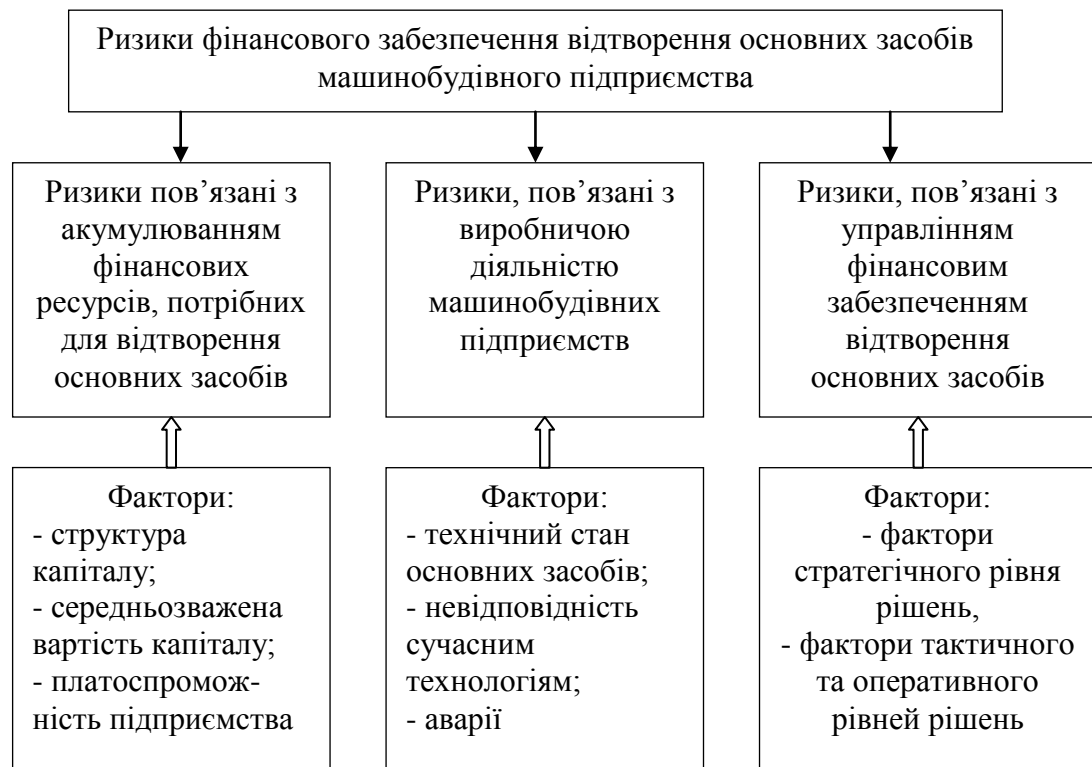 Ризики фінансового забезпечення відтворення основних засобів
машинобудівного підприємства
Ризики пов’язані з
акумулюванням
фінансових
ресурсів, потрібних
для відтворення
основних засобів
Ризики, пов’язані з
виробничою
діяльністю
машинобудівних
підприємств
Ризики, пов’язані з
управлінням
фінансовим
забезпеченням
відтворення
основних засобів
Фактори:
- структура
капіталу;
- середньозважена
вартість капіталу;
- платоспромож-
ність підприємства
Фактори:
- технічний стан
основних засобів;
- невідповідність
сучасним
технологіям;
- аварії
Фактори:
- фактори
стратегічного рівня
рішень,
- фактори тактичного
та оперативного
рівней рішень